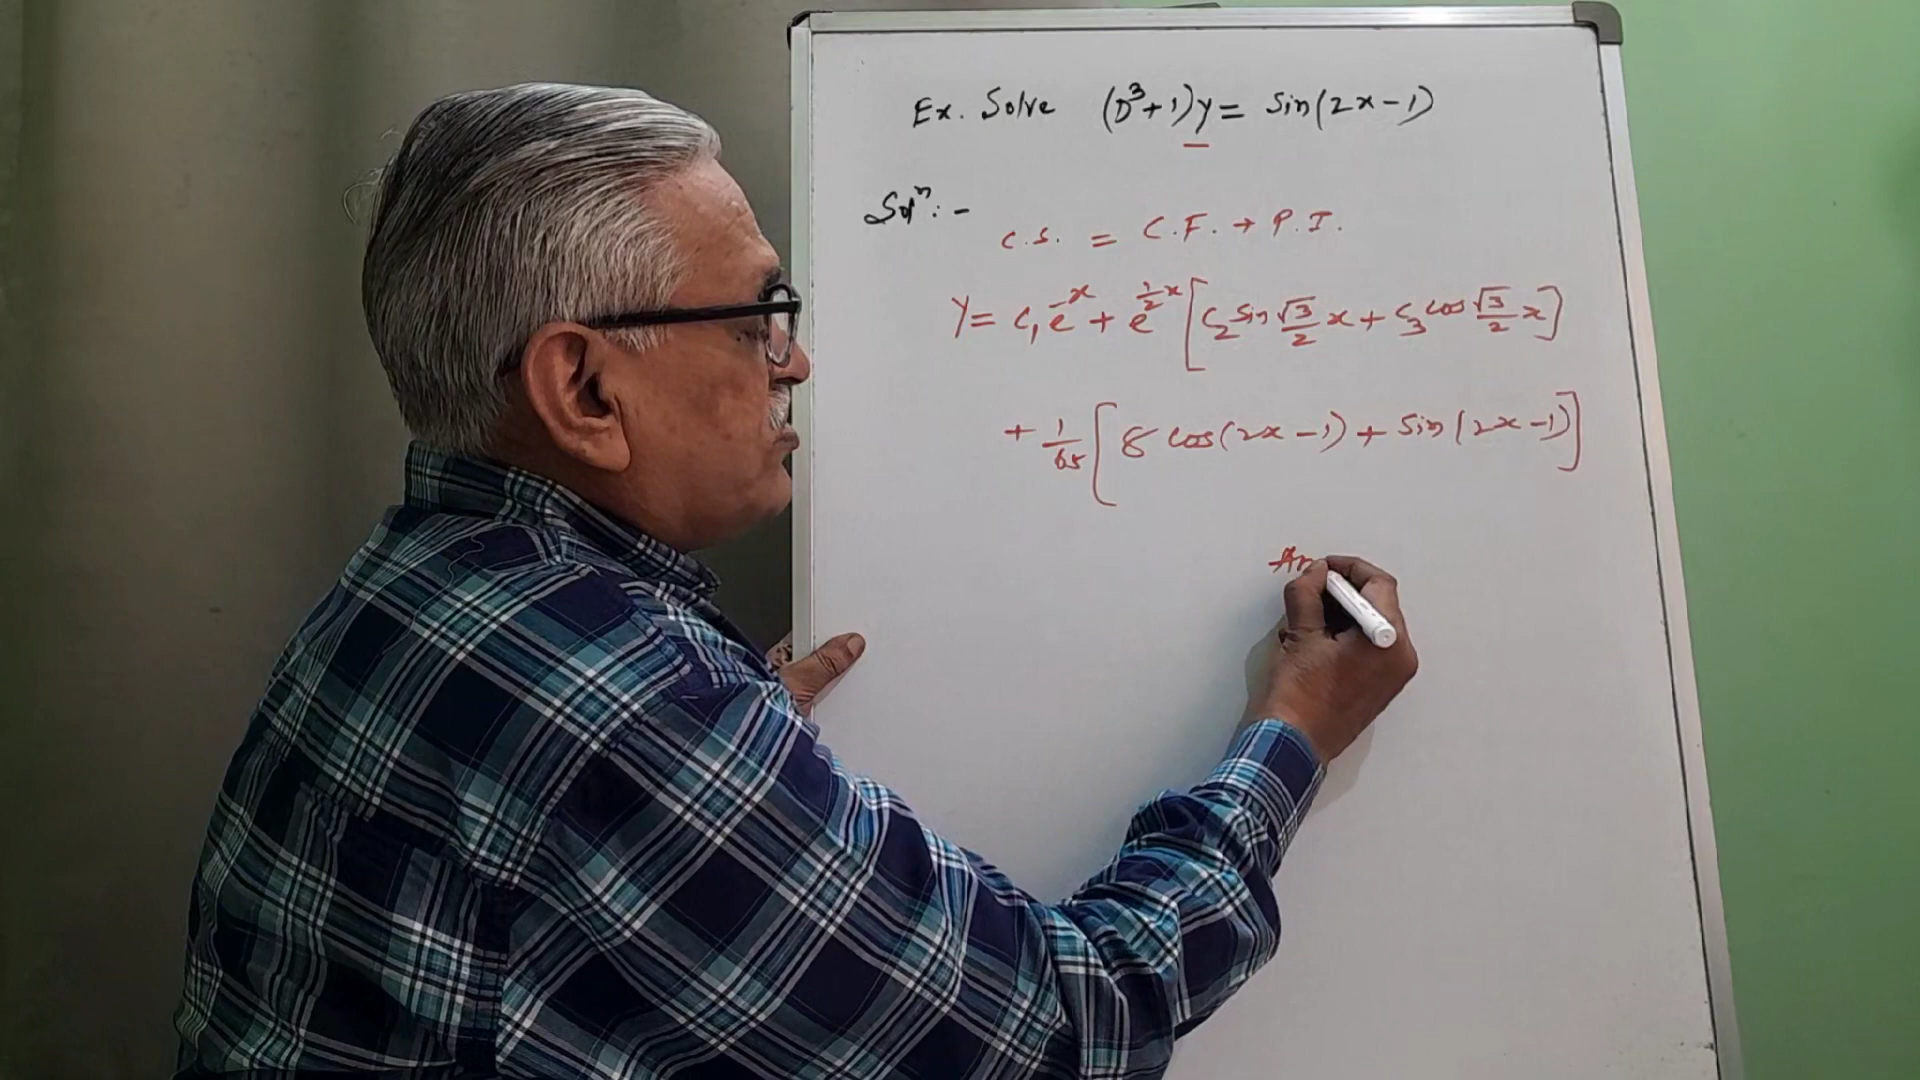 Ex. Solve (D³+1)y = sin(2x-1)
Solⁿ:-
C.S. = C.F. + P.I.
y = c₁e^-x + e^½x [c₂ sin √3/2 x + c₃ cos √3/2 x]
+ 1/65 [8 cos(2x-1) + sin(2x-1)]
An